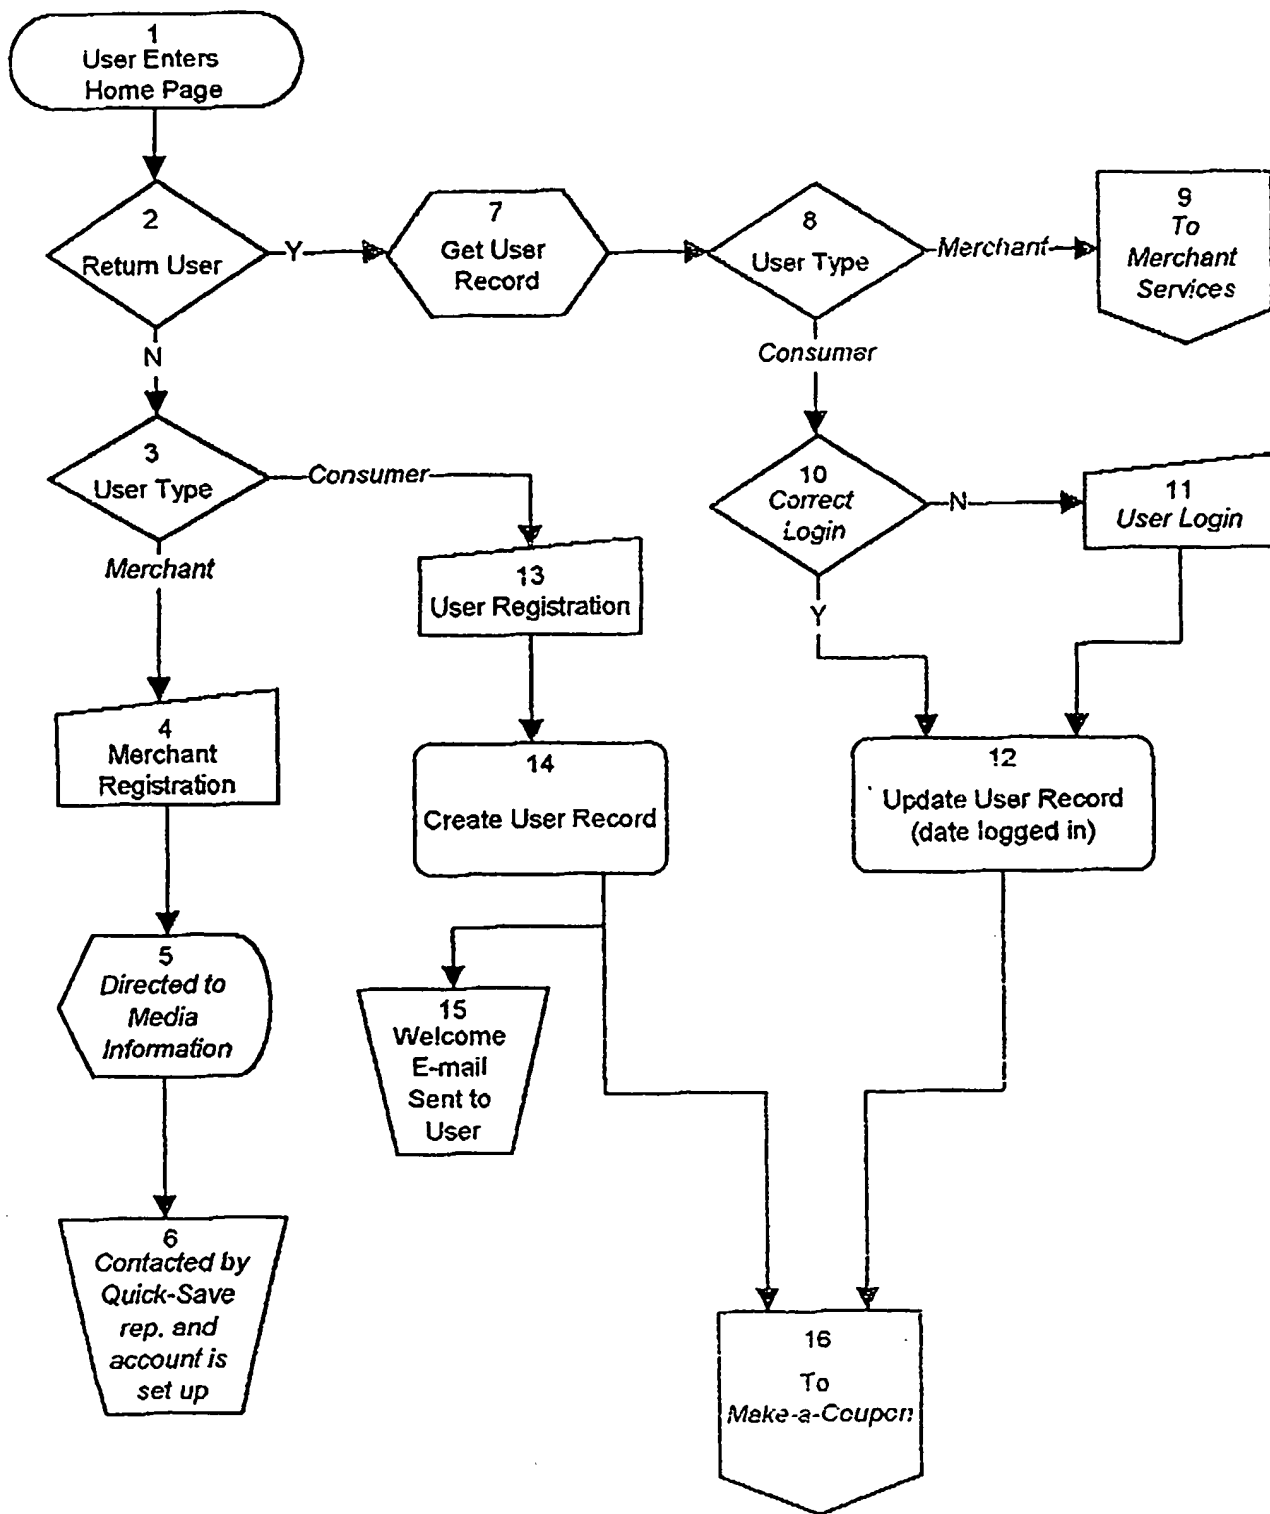 1
User Enters
Home Page
2
Return User
Y
7
Get User
Record
8
User Type
Merchant
9
To
Merchant
Services
N
Consumer
3
User Type
Consumer
10
Correct
Login
N
11
User Login
Merchant
13
User Registration
Y
4
Merchant
Registration
14
Create User Record
12
Update User Record
(date logged in)
5
Directed to
Media
Information
15
Welcome
E-mail
Sent to
User
6
Contacted by
Quick-Save
rep. and
account is
set up
16
To
Make-a-Coupon